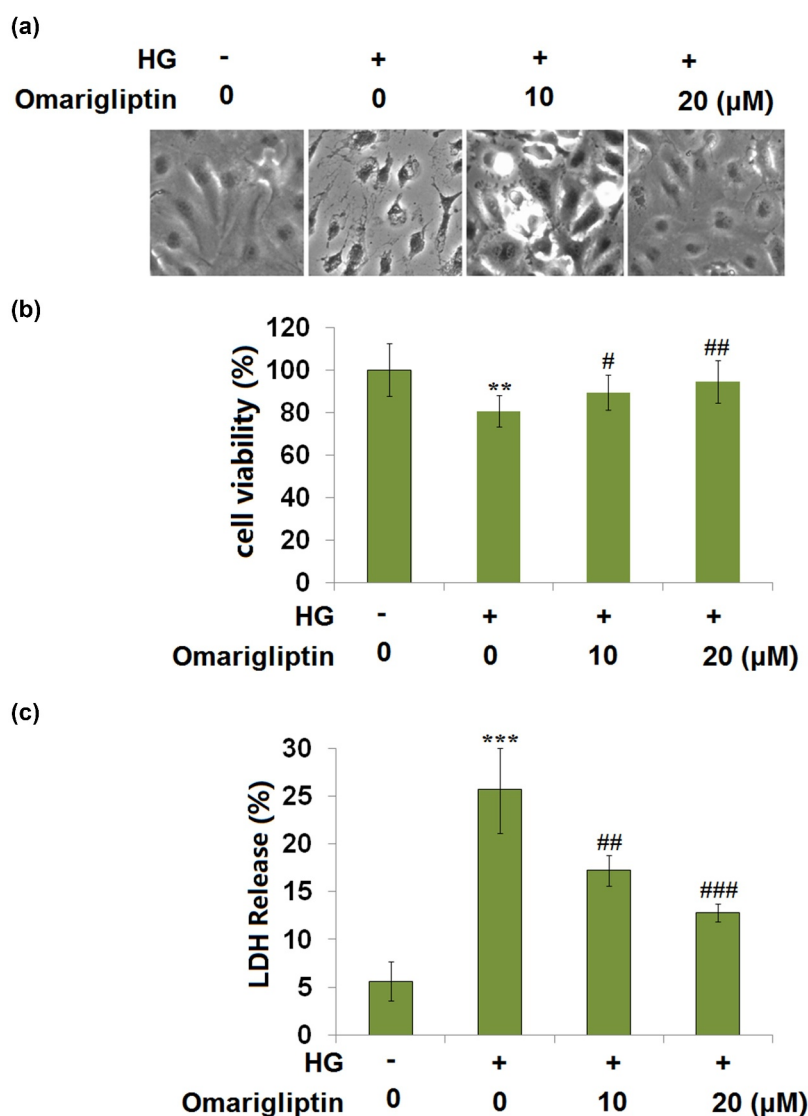 (a)
HG - + + +
Omarigliptin 0 0 10 20 (μM)
(b)
120
100
80
60
40
20
0
cell viability (%)
**
#
##
HG - + + +
Omarigliptin 0 0 10 20 (μM)
(c)
30
25
20
15
10
5
0
LDH Release (%)
***
##
###
HG - + + +
Omarigliptin 0 0 10 20 (μM)